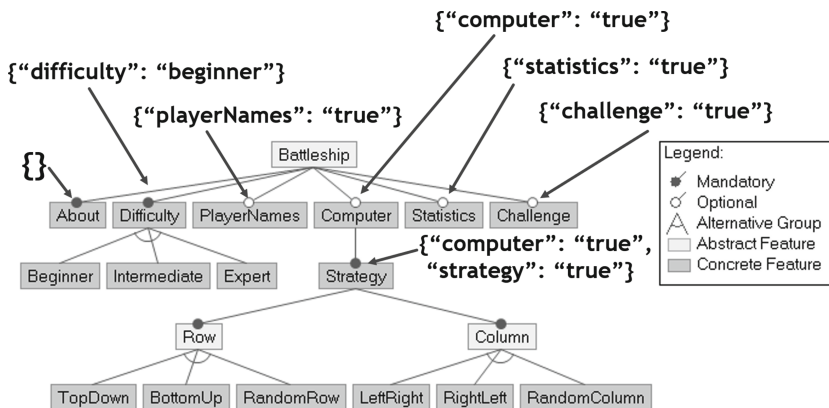 {“computer”: “true”}
{“difficulty”: “beginner”}
{“statistics”: “true”}
{“playerNames”: “true”}
{“challenge”: “true”}
{}
Battleship
About Difficulty PlayerNames Computer Statistics Challenge
Legend:
Mandatory
Optional
Alternative Group
Abstract Feature
Concrete Feature
{“computer”: “true”,
“strategy”: “true”}
Beginner Intermediate Expert Strategy
Row Column
TopDown BottomUp RandomRow LeftRight RightLeft RandomColumn